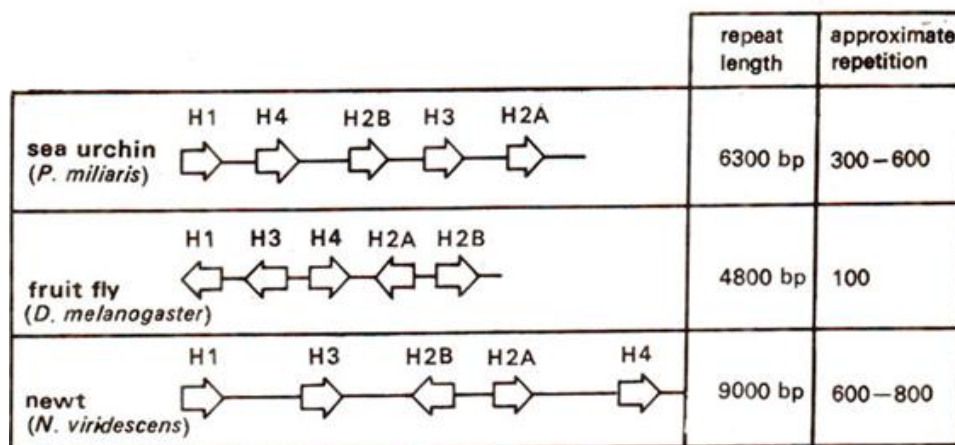 repeat length
approximate repetition
H1 H4 H2B H3 H2A
sea urchin
(P. miliaris)
6300 bp
300–600
H1 H3 H4 H2A H2B
fruit fly
(D. melanogaster)
4800 bp
100
H1 H3 H2B H2A H4
newt
(N. viridescens)
9000 bp
600–800